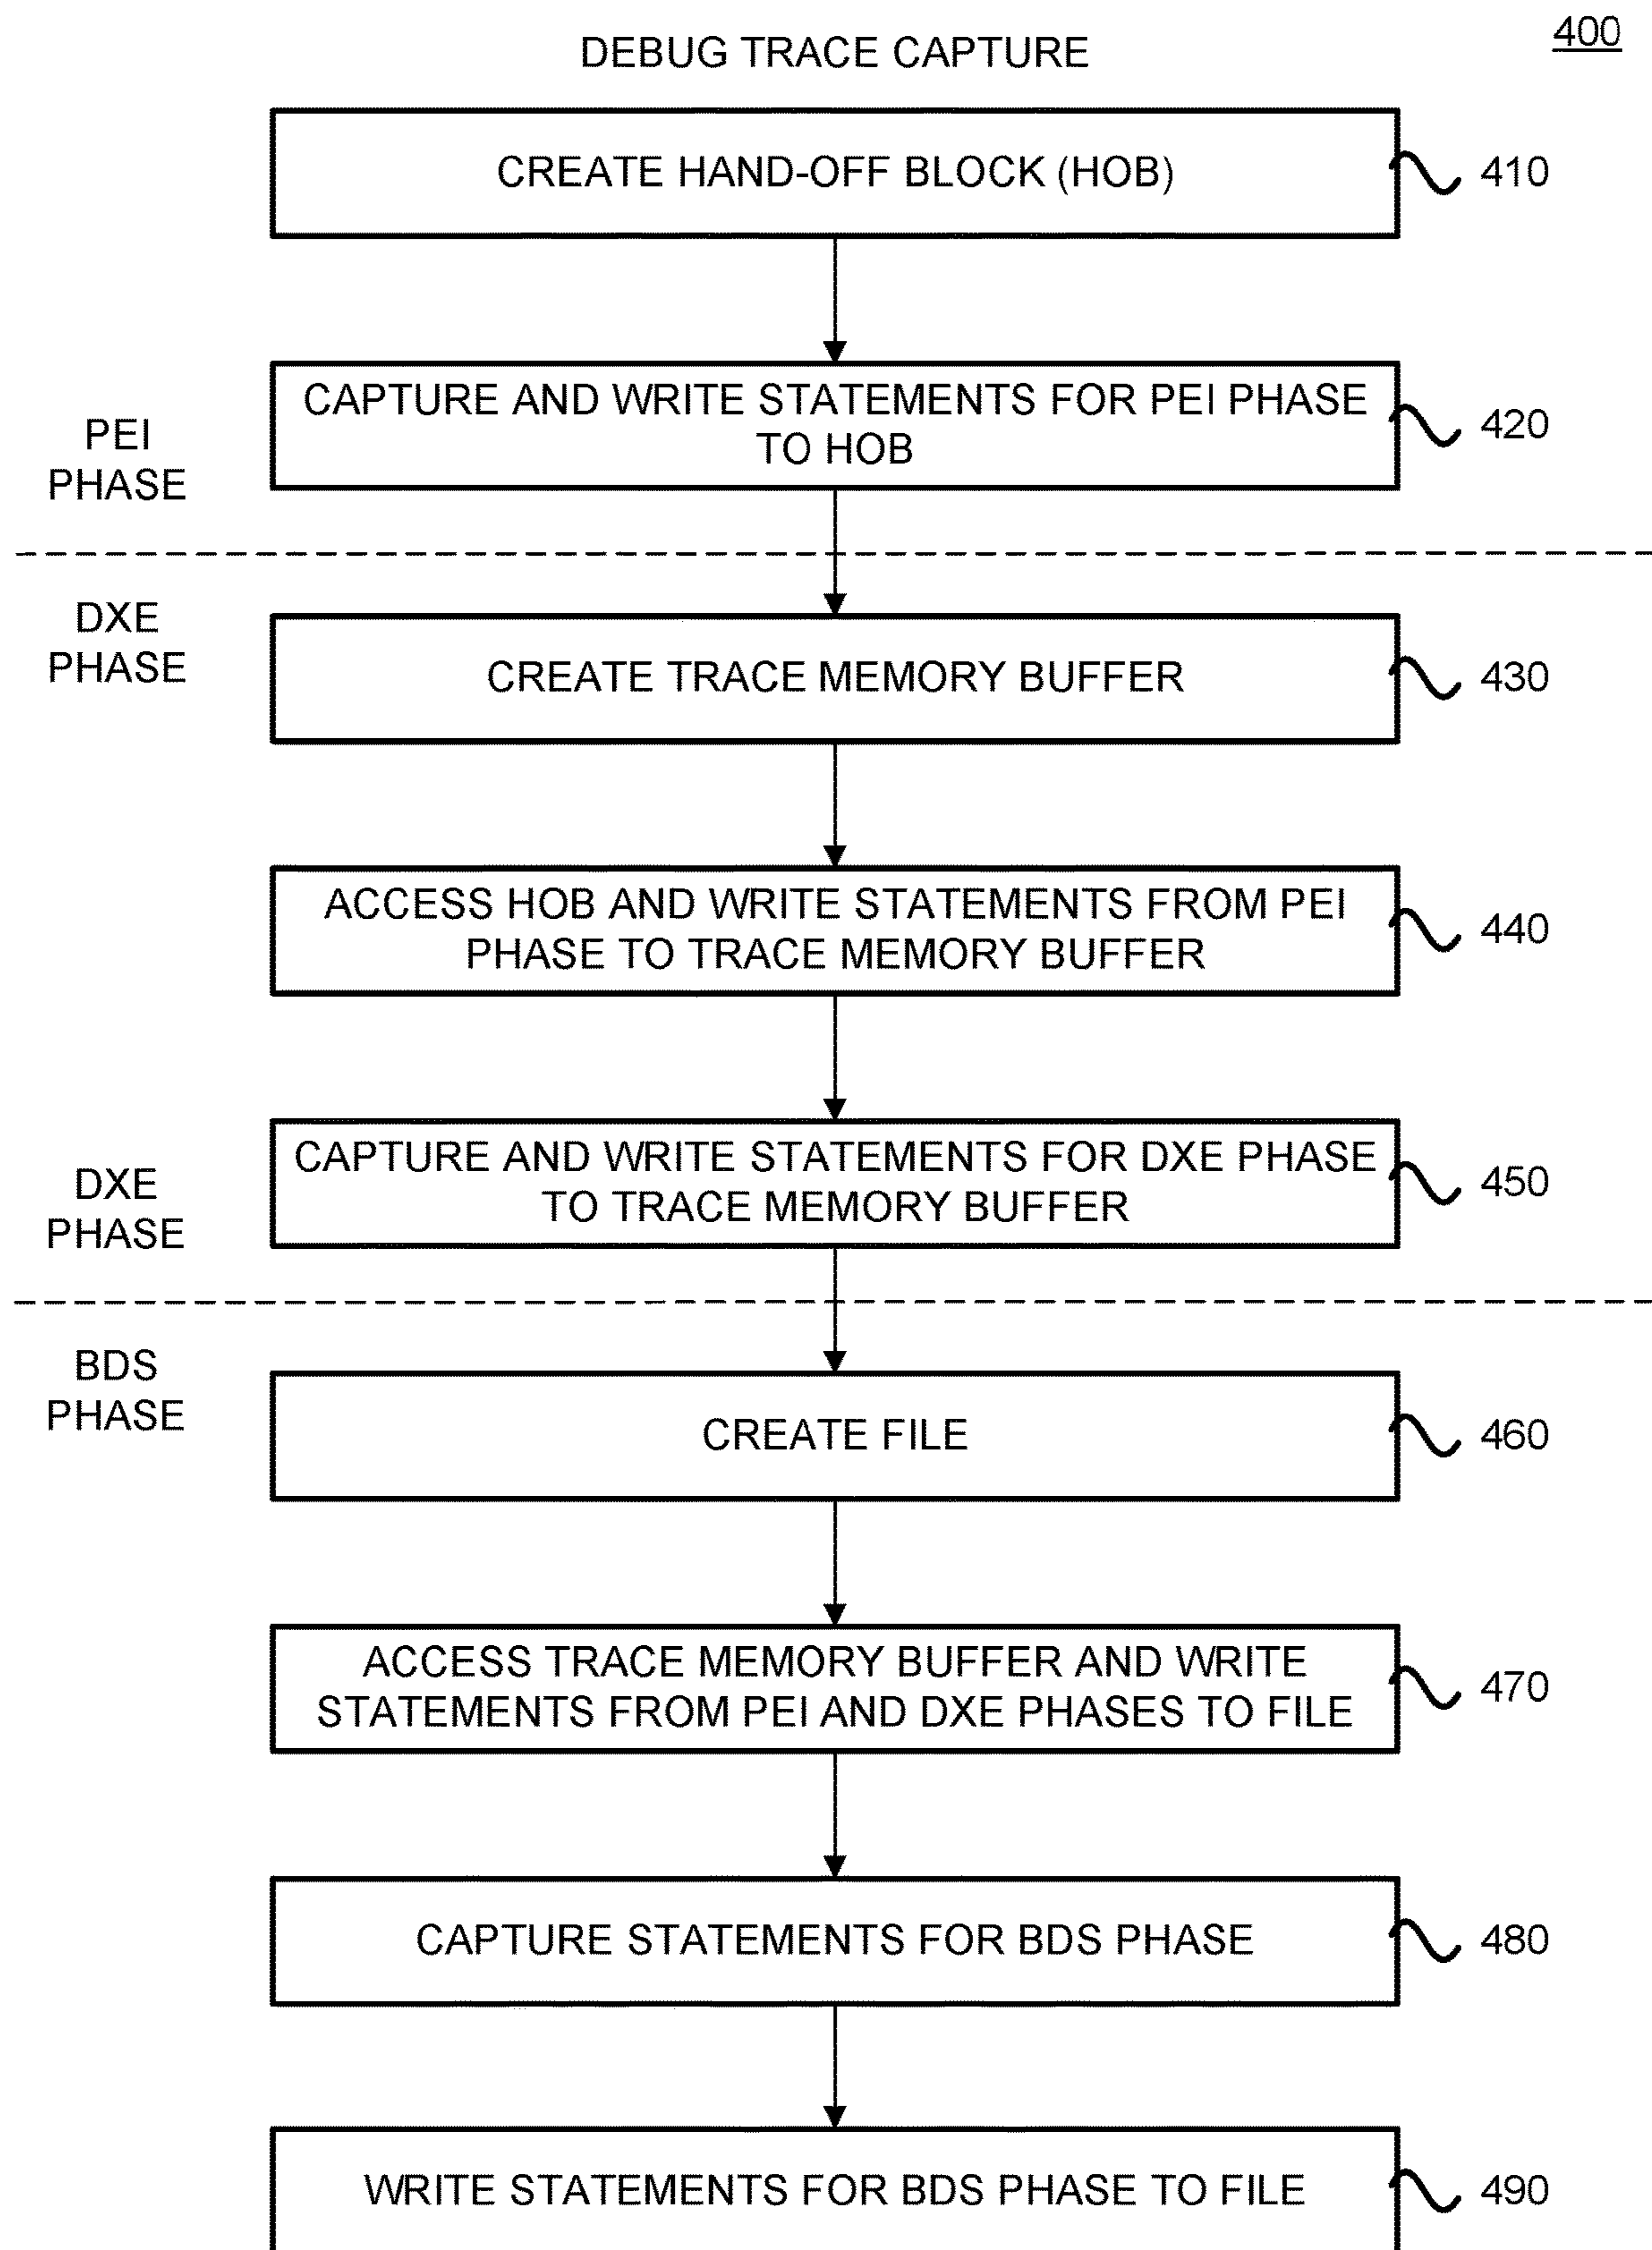 400
DEBUG TRACE CAPTURE
CREATE HAND-OFF BLOCK (HOB)
410
CAPTURE AND WRITE STATEMENTS FOR PEI PHASE
TO HOB
420
PEI
PHASE
DXE
PHASE
CREATE TRACE MEMORY BUFFER
430
ACCESS HOB AND WRITE STATEMENTS FROM PEI
PHASE TO TRACE MEMORY BUFFER
440
CAPTURE AND WRITE STATEMENTS FOR DXE PHASE
TO TRACE MEMORY BUFFER
450
DXE
PHASE
BDS
PHASE
CREATE FILE
460
ACCESS TRACE MEMORY BUFFER AND WRITE
STATEMENTS FROM PEI AND DXE PHASES TO FILE
470
CAPTURE STATEMENTS FOR BDS PHASE
480
WRITE STATEMENTS FOR BDS PHASE TO FILE
490